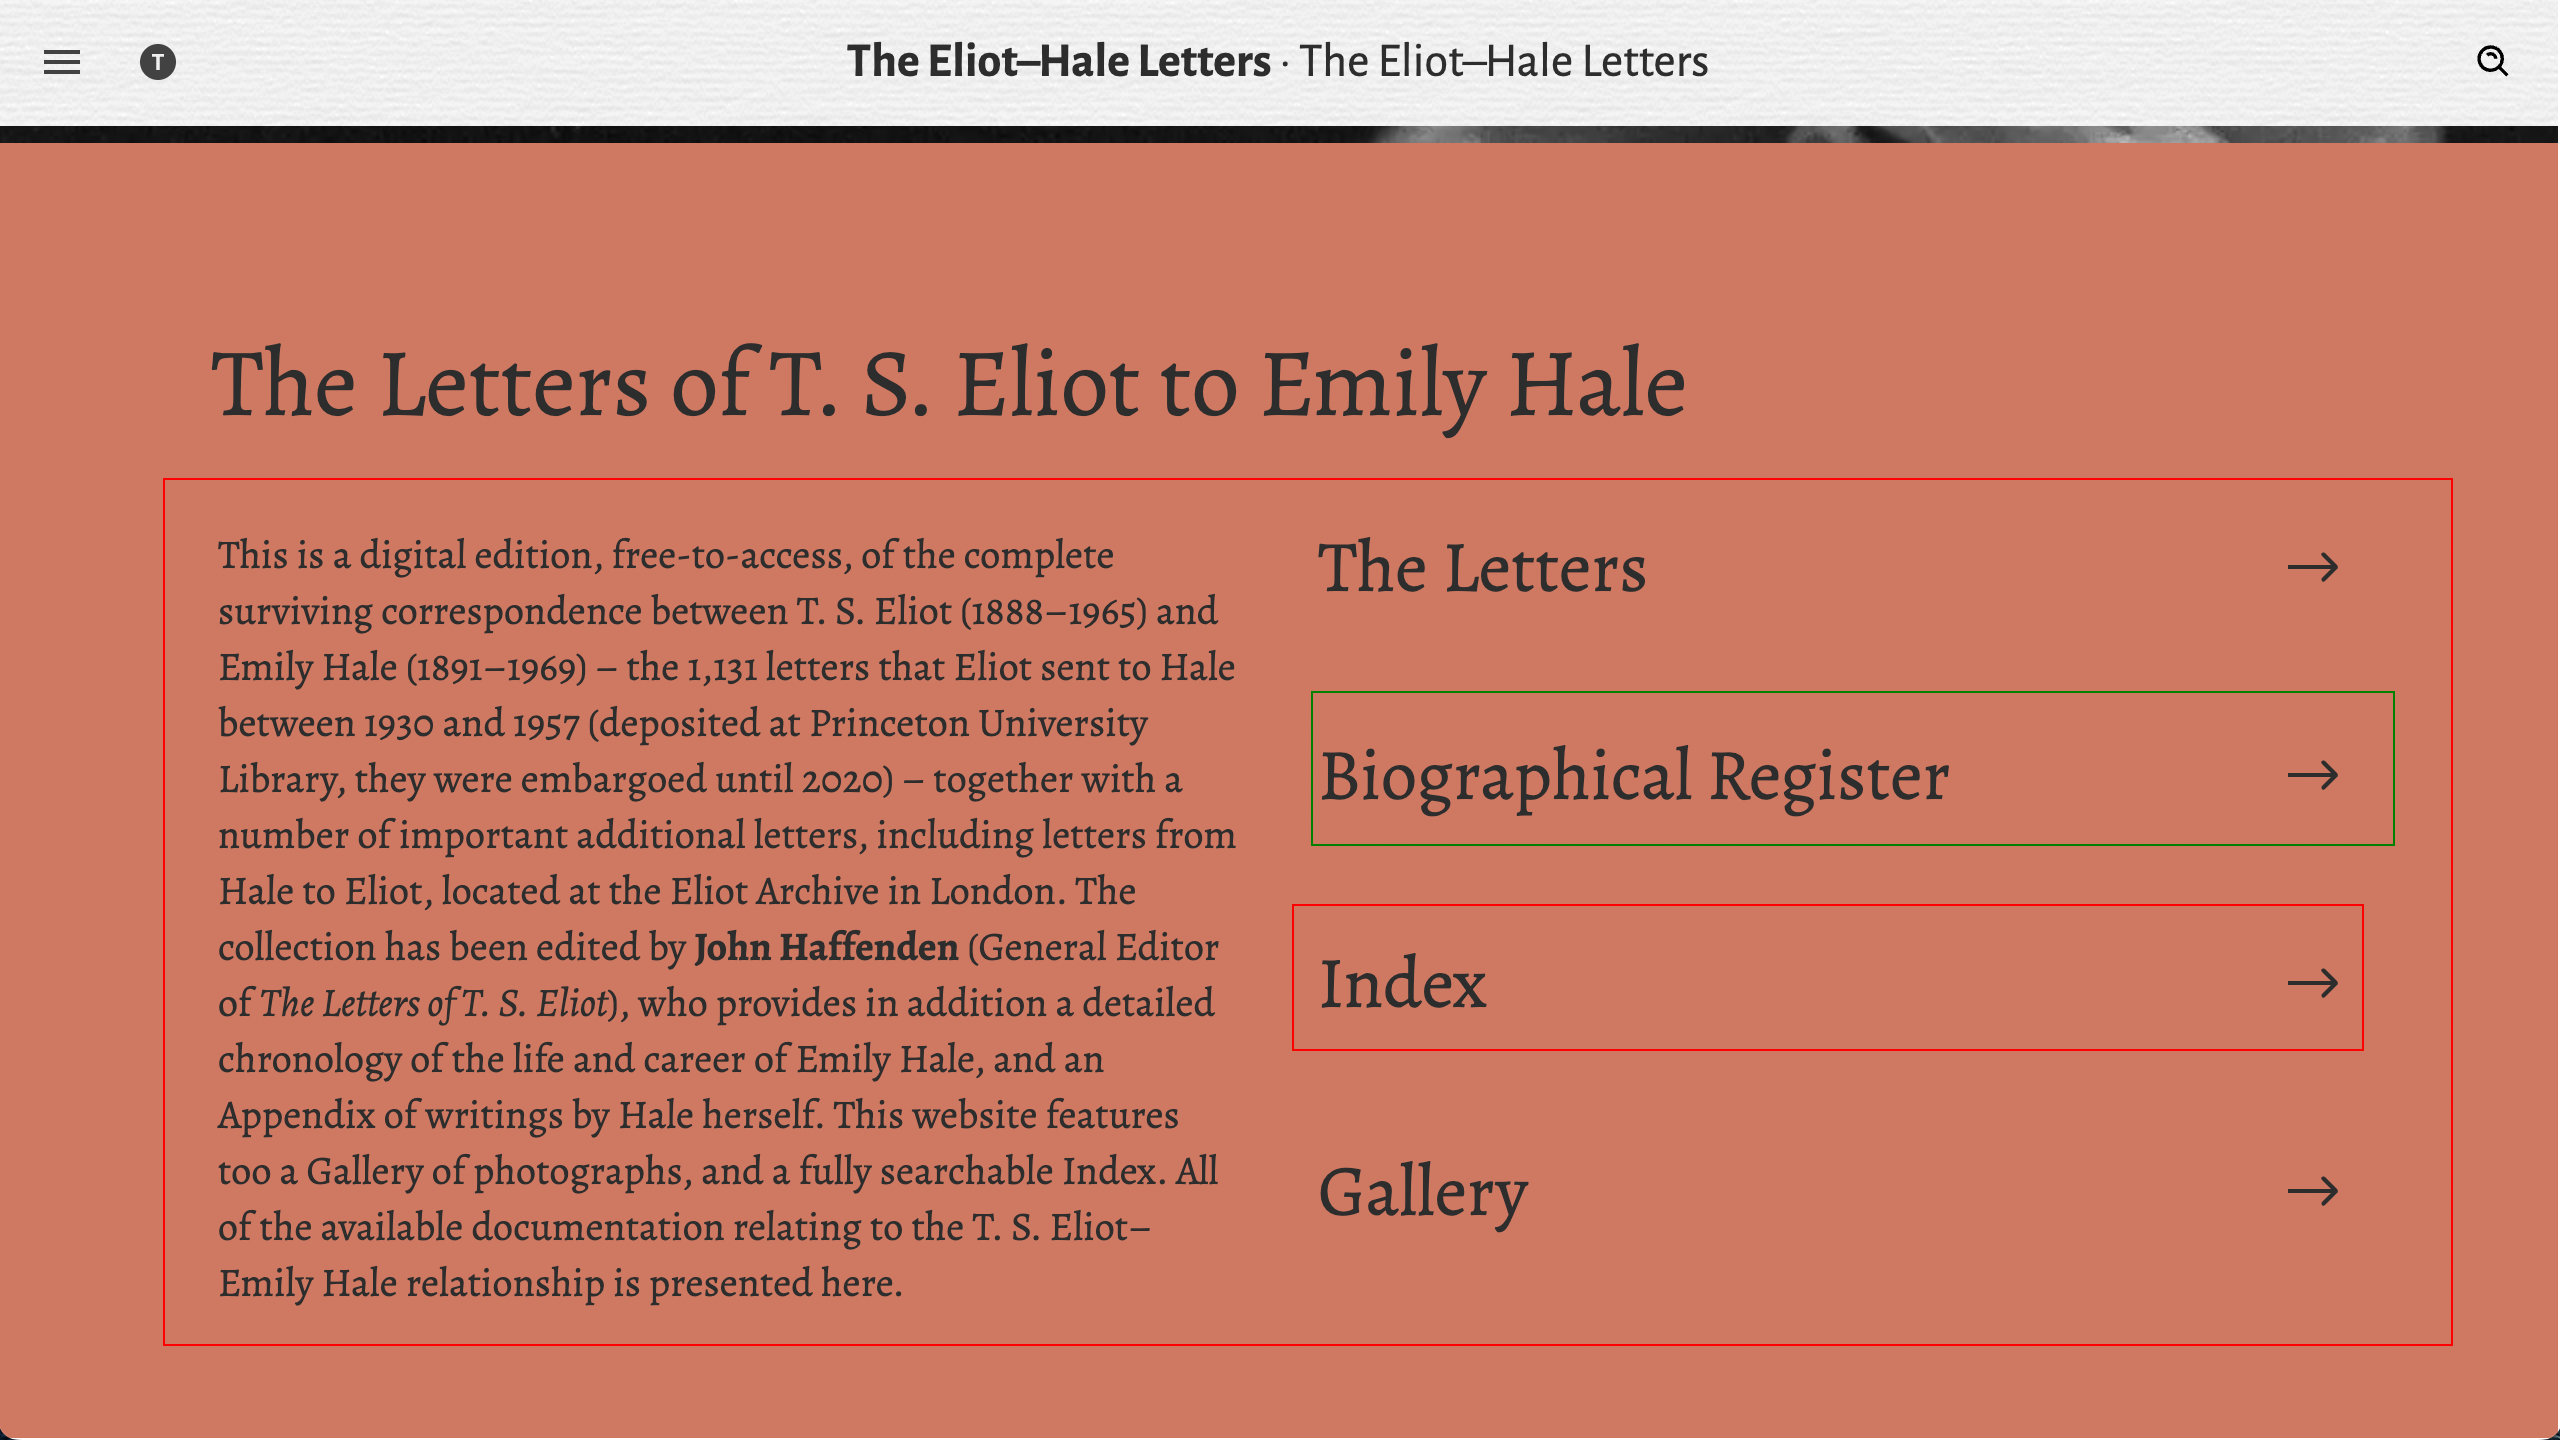 T
The Eliot–Hale Letters · The Eliot–Hale Letters
The Letters of T. S. Eliot to Emily Hale
This is a digital edition, free-to-access, of the complete
surviving correspondence between T. S. Eliot (1888–1965) and
Emily Hale (1891–1969) – the 1,131 letters that Eliot sent to Hale
between 1930 and 1957 (deposited at Princeton University
Library, they were embargoed until 2020) – together with a
number of important additional letters, including letters from
Hale to Eliot, located at the Eliot Archive in London. The
collection has been edited by John Haffenden (General Editor
of The Letters of T. S. Eliot), who provides in addition a detailed
chronology of the life and career of Emily Hale, and an
Appendix of writings by Hale herself. This website features
too a Gallery of photographs, and a fully searchable Index. All
of the available documentation relating to the T. S. Eliot–
Emily Hale relationship is presented here.
The Letters
Biographical Register
Index
Gallery